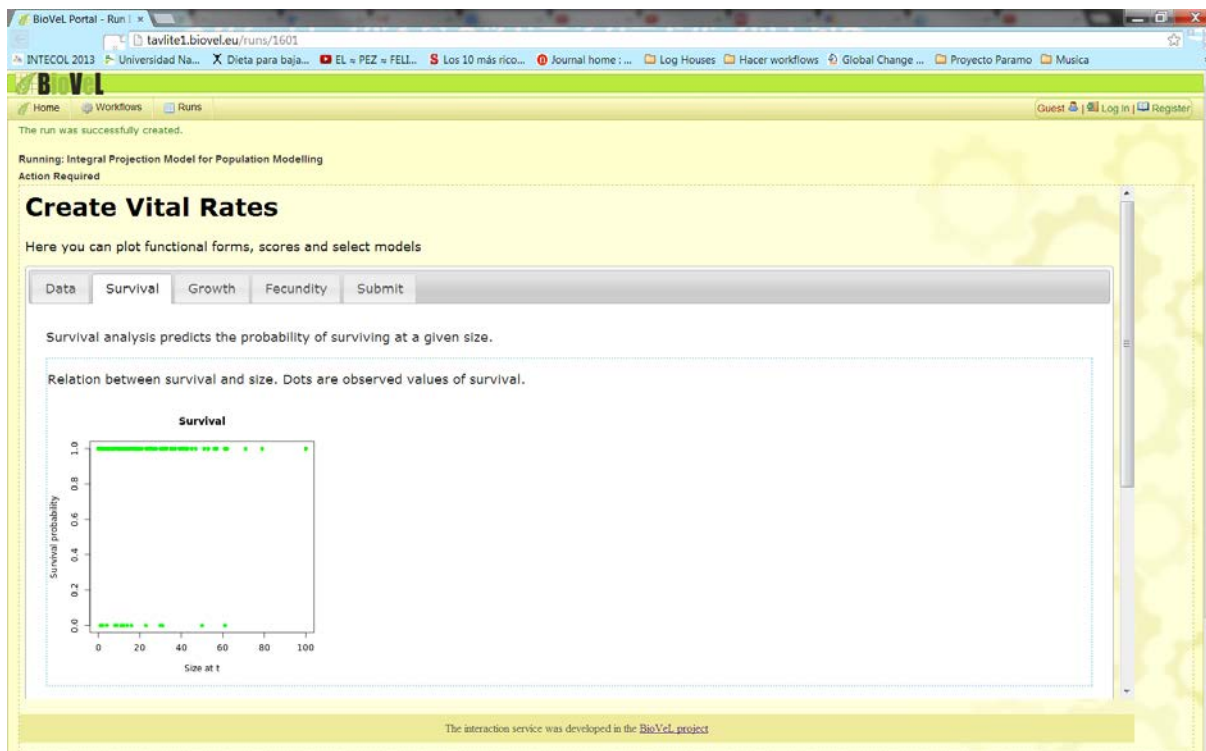 BioVeL Portal - Run I
tavlite1.biovel.eu/runs/1601
INTECOL 2013 Universidad Na... Dieta para baja... EL ≈ PEZ ≈ FELI... Los 10 más rico... Journal home : ... Log Houses Hacer workflows Global Change ... Proyecto Paramo Musica
BioVeL
Home Workflows Runs Guest | Log In | Register
The run was successfully created.
Running: Integral Projection Model for Population Modelling
Action Required
Create Vital Rates
Here you can plot functional forms, scores and select models
Data Survival Growth Fecundity Submit
Survival analysis predicts the probability of surviving at a given size.
Relation between survival and size. Dots are observed values of survival.
Survival
Survival probability
1.0
0.8
0.6
0.4
0.2
0.0
0 20 40 60 80 100
Size at t
The interaction service was developed in the BioVeL project